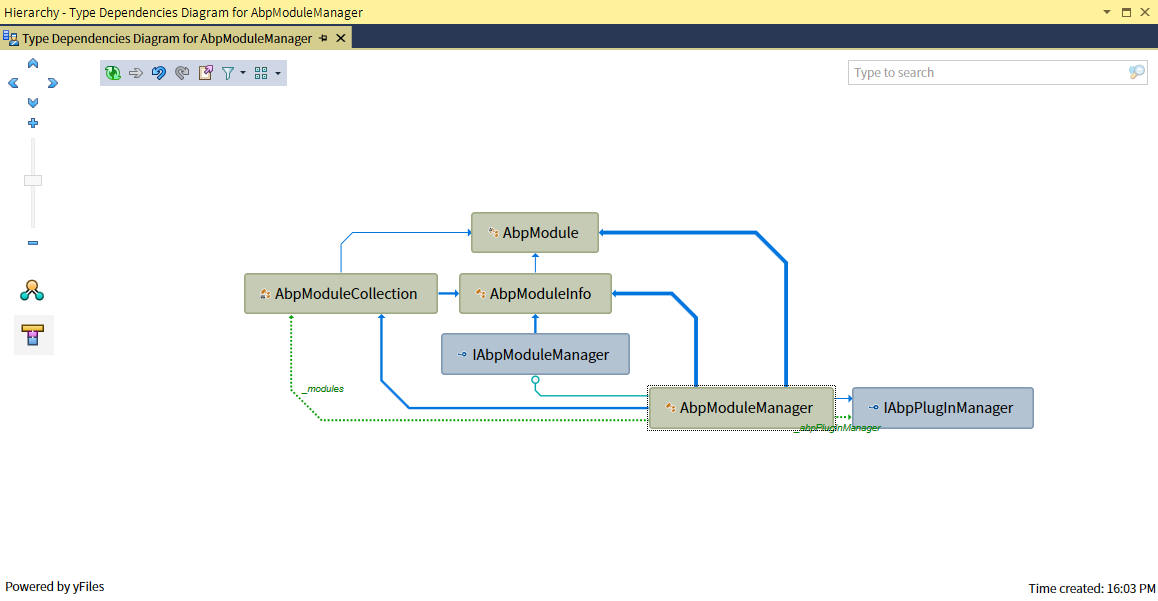 Hierarchy - Type Dependencies Diagram for AbpModuleManager
Type Dependencies Diagram for AbpModuleManager
Type to search
AbpModule
AbpModuleCollection
AbpModuleInfo
IAbpModuleManager
_modules
AbpModuleManager
IAbpPlugInManager
_abpPlugInManager
Powered by yFiles
Time created: 16:03 PM